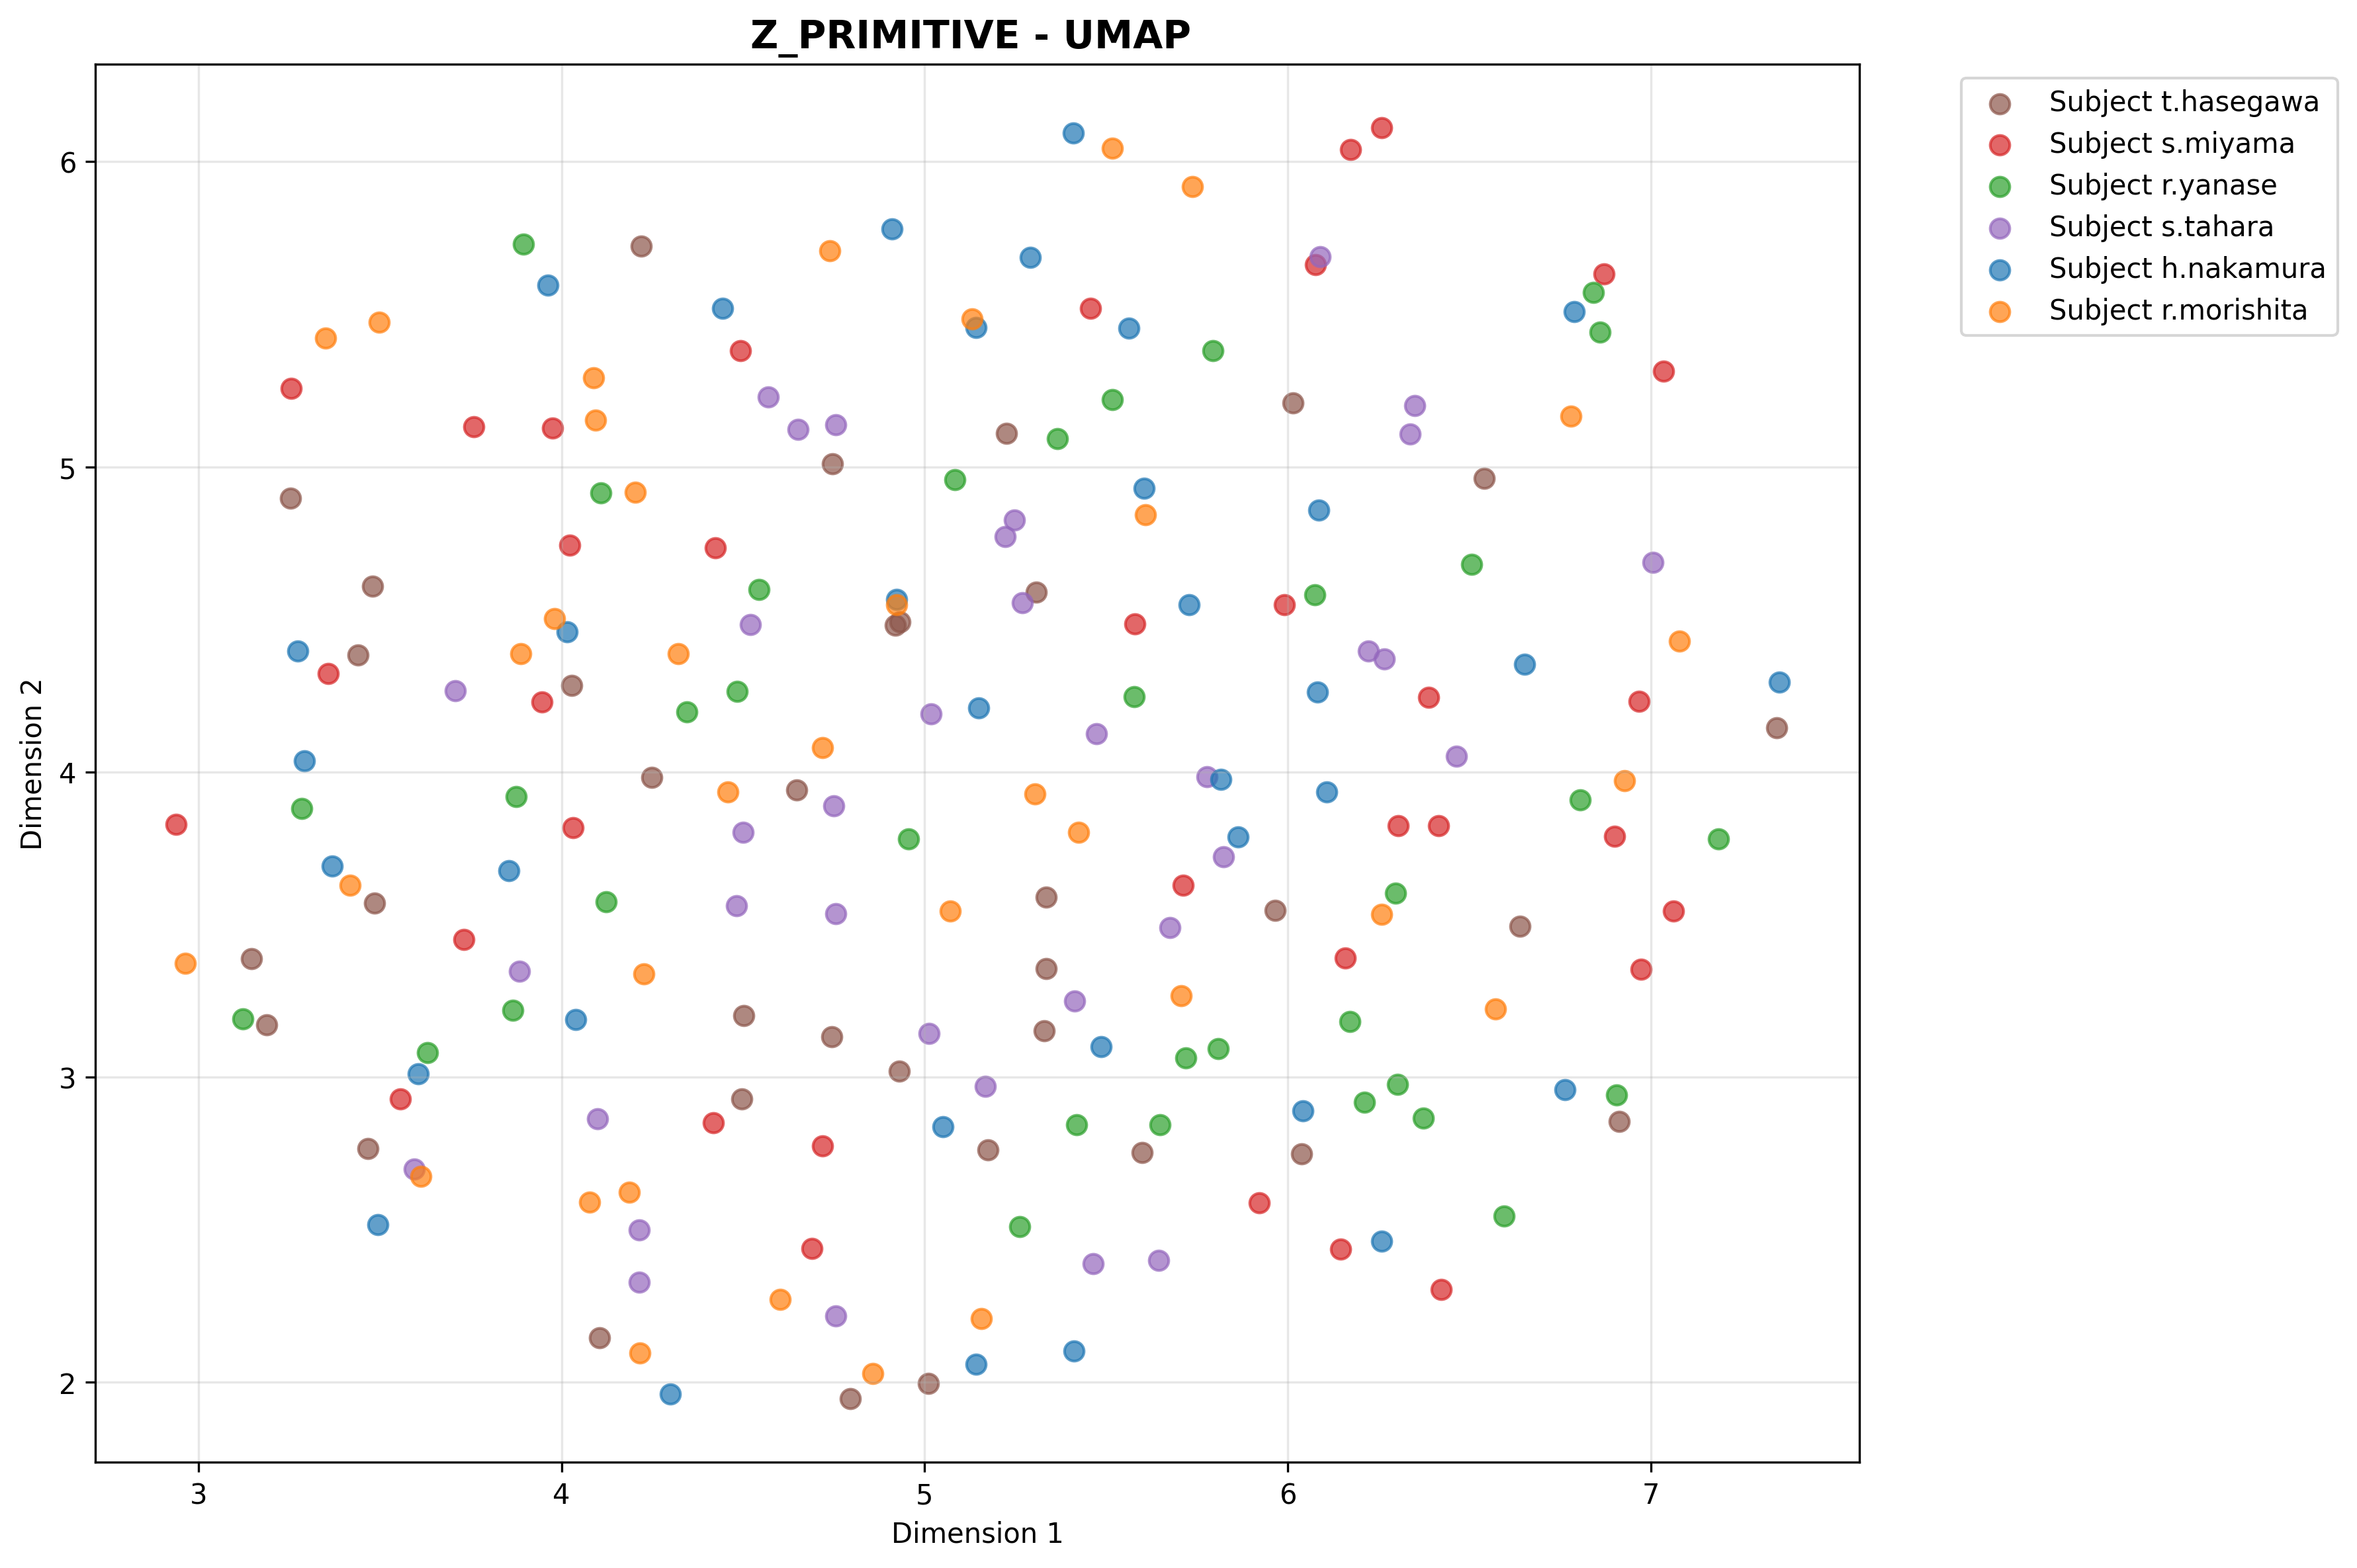 Z_PRIMITIVE - UMAP
Subject t.hasegawa
Subject s.miyama
Subject r.yanase
Subject s.tahara
Subject h.nakamura
Subject r.morishita
6
5
4
3
2
Dimension 2
3 4 5 6 7
Dimension 1